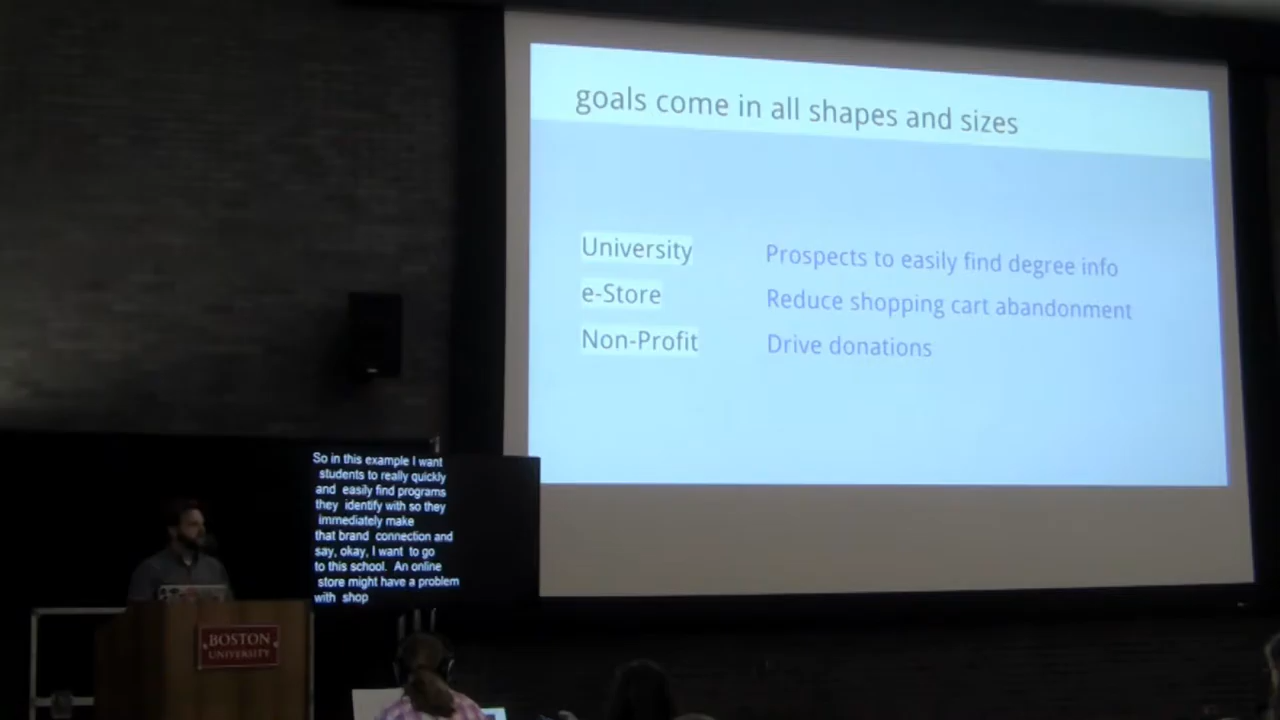 goals come in all shapes and sizes
University Prospects to easily find degree info
e-Store Reduce shopping cart abandonment
Non-Profit Drive donations
So in this example I want
students to really quickly
and easily find programs
they identify with so they
immediately make
that brand connection and
say, okay, I want to go
to this school. An online
store might have a problem
with shop
BOSTON
UNIVERSITY